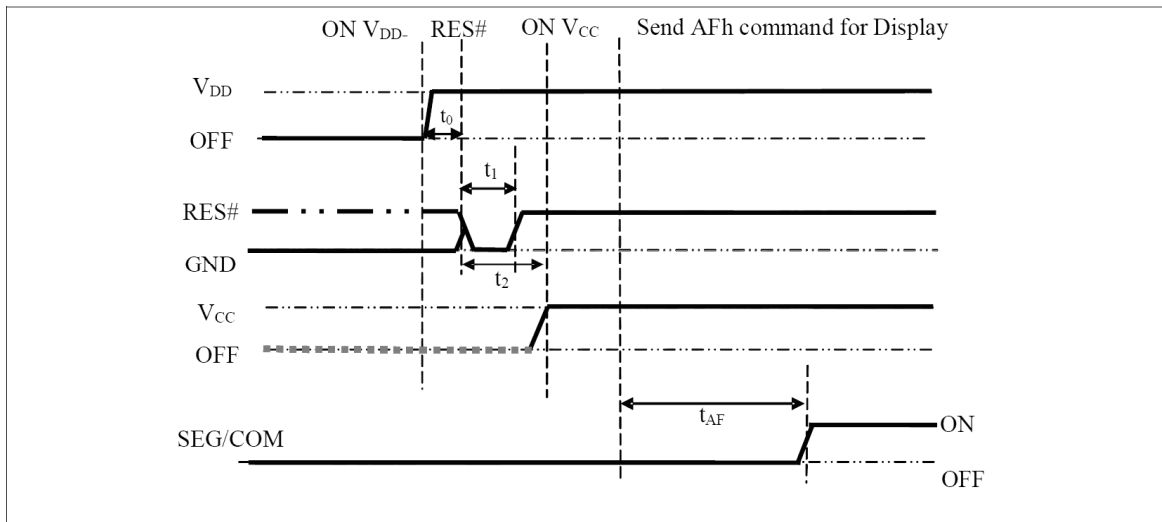 ON VDD- RES# ON VCC Send AFh command for Display
VDD
t0
OFF
t1
RES#
GND
t2
VCC
OFF
tAF
ON
SEG/COM
OFF